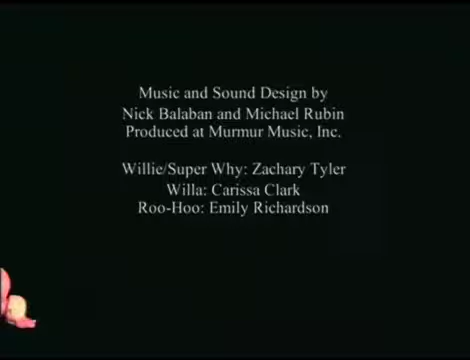 Music and Sound Design by
Nick Balaban and Michael Rubin
Produced at Murmur Music, Inc.
Willie/Super Why: Zachary Tyler
Willa: Carissa Clark
Roo-Hoo: Emily Richardson